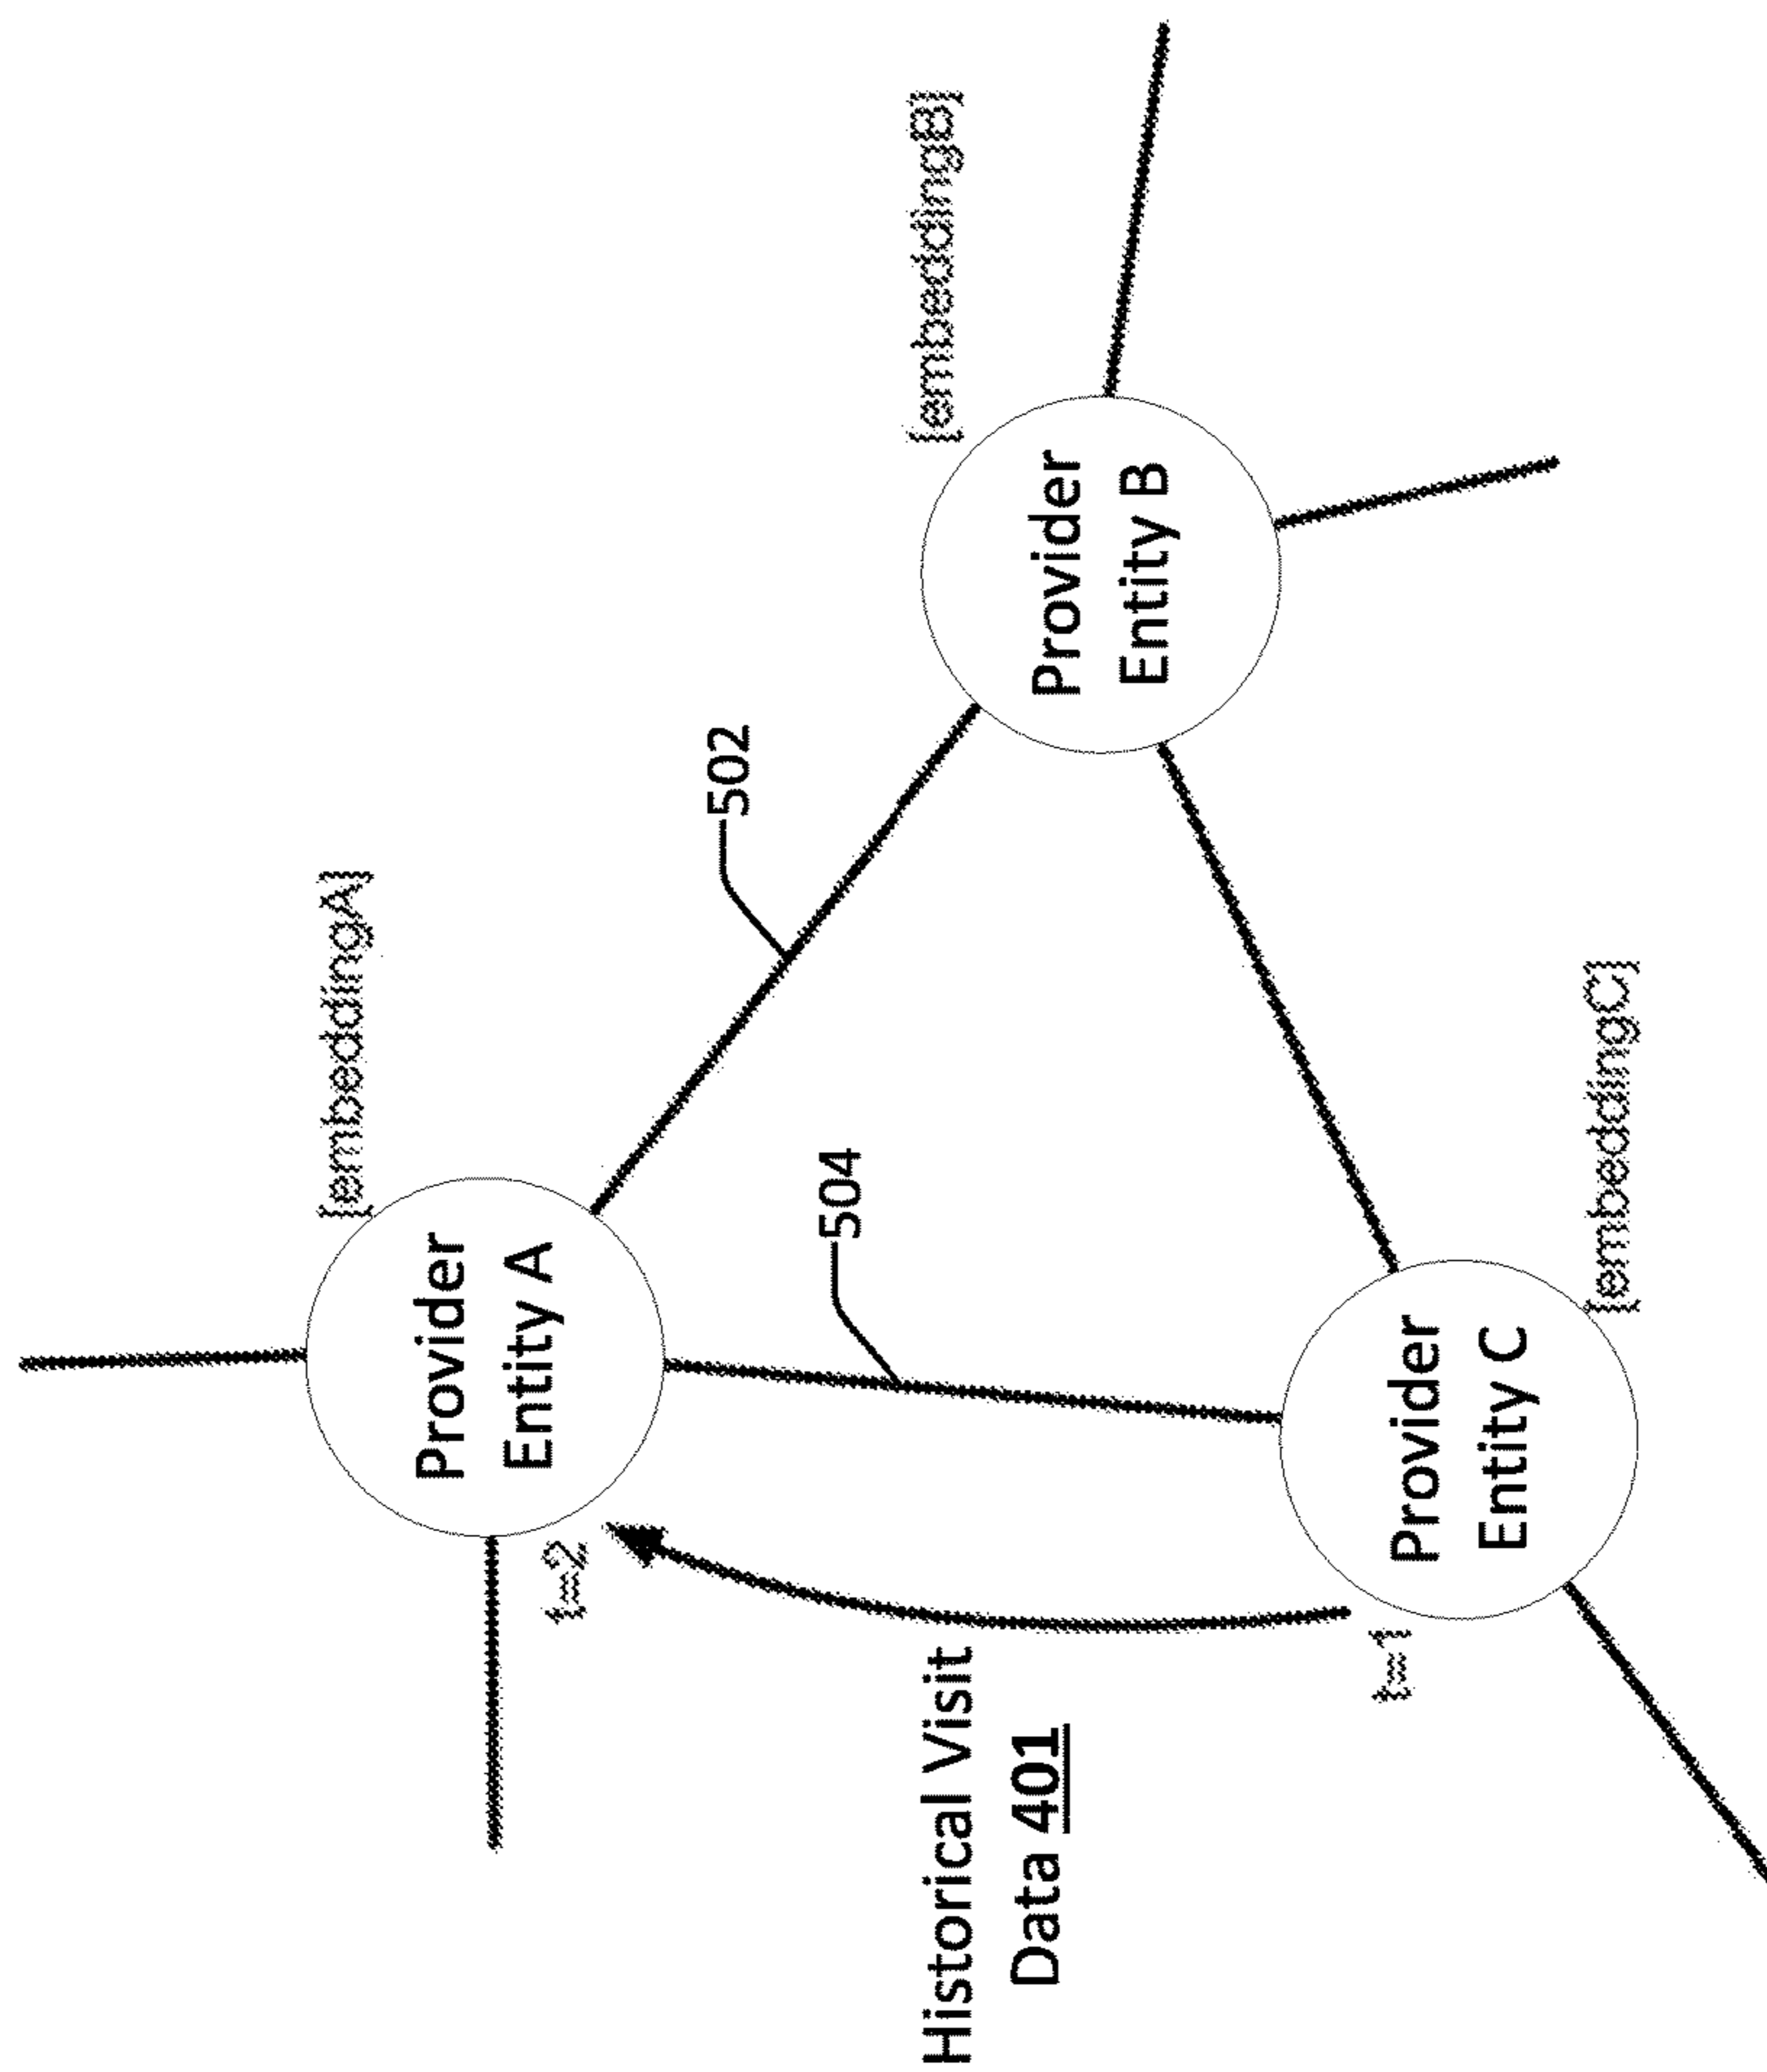 Historical Visit
Data 401
t=1
t=2
Provider
Entity A
[embeddingA]
504
502
Provider
Entity C
[embeddingC]
Provider
Entity B
[embeddingB]